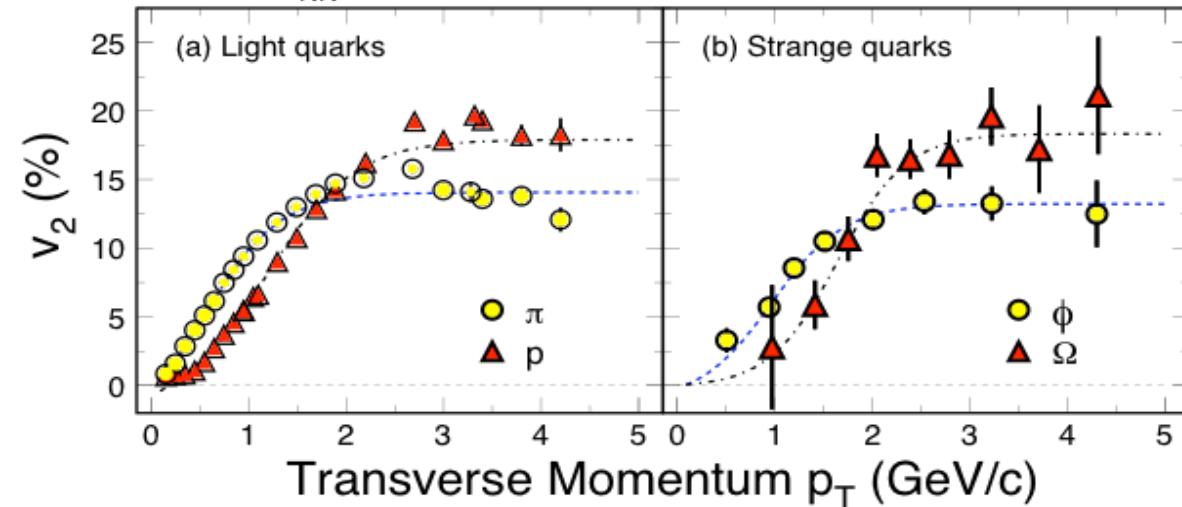 (a) Light quarks
(b) Strange quarks
25
20
15
10
5
0
v2 (%)
π
p
ϕ
Ω
0 1 2 3 4 5
0 1 2 3 4 5
Transverse Momentum pT (GeV/c)